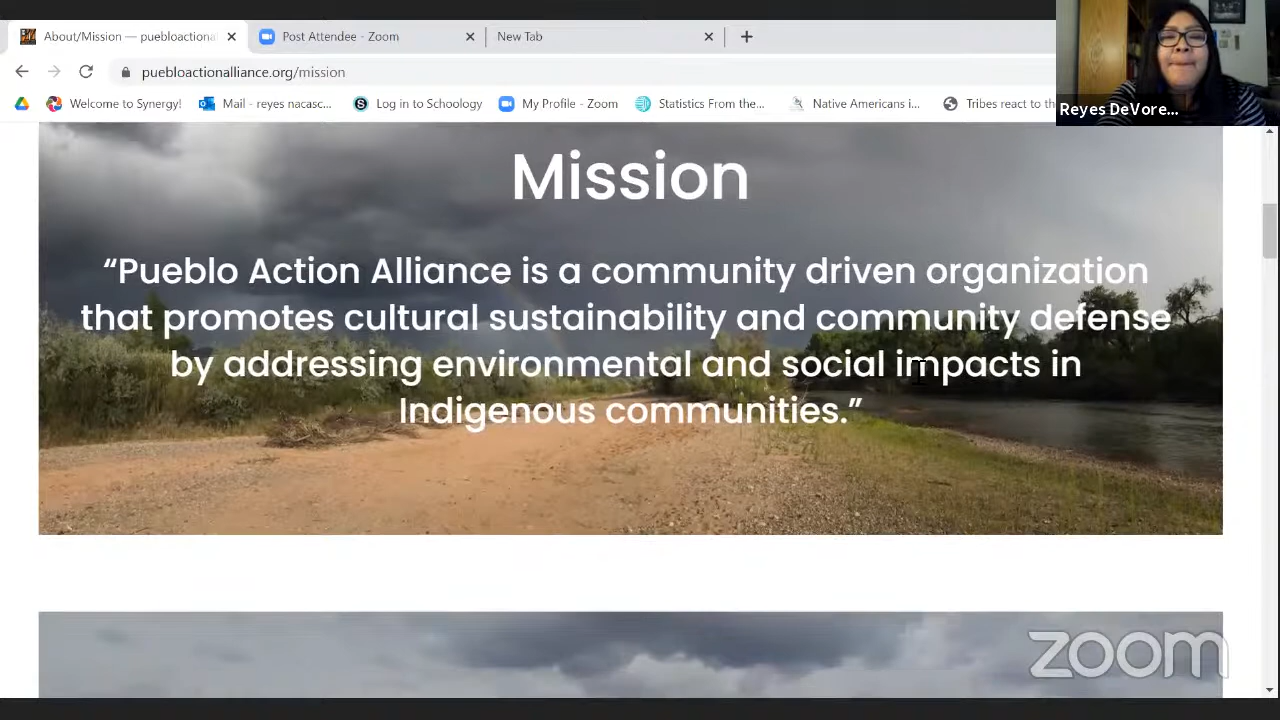 About/Mission — puebloactional
Post Attendee - Zoom
New Tab
puebloactionalliance.org/mission
Welcome to Synergy!
Mail - reyes nacasc...
Log in to Schoology
My Profile - Zoom
Statistics From the...
Native Americans i...
Tribes react to th
Reyes DeVore...
Mission
“Pueblo Action Alliance is a community driven organization
that promotes cultural sustainability and community defense
by addressing environmental and social impacts in
Indigenous communities.”
zoom